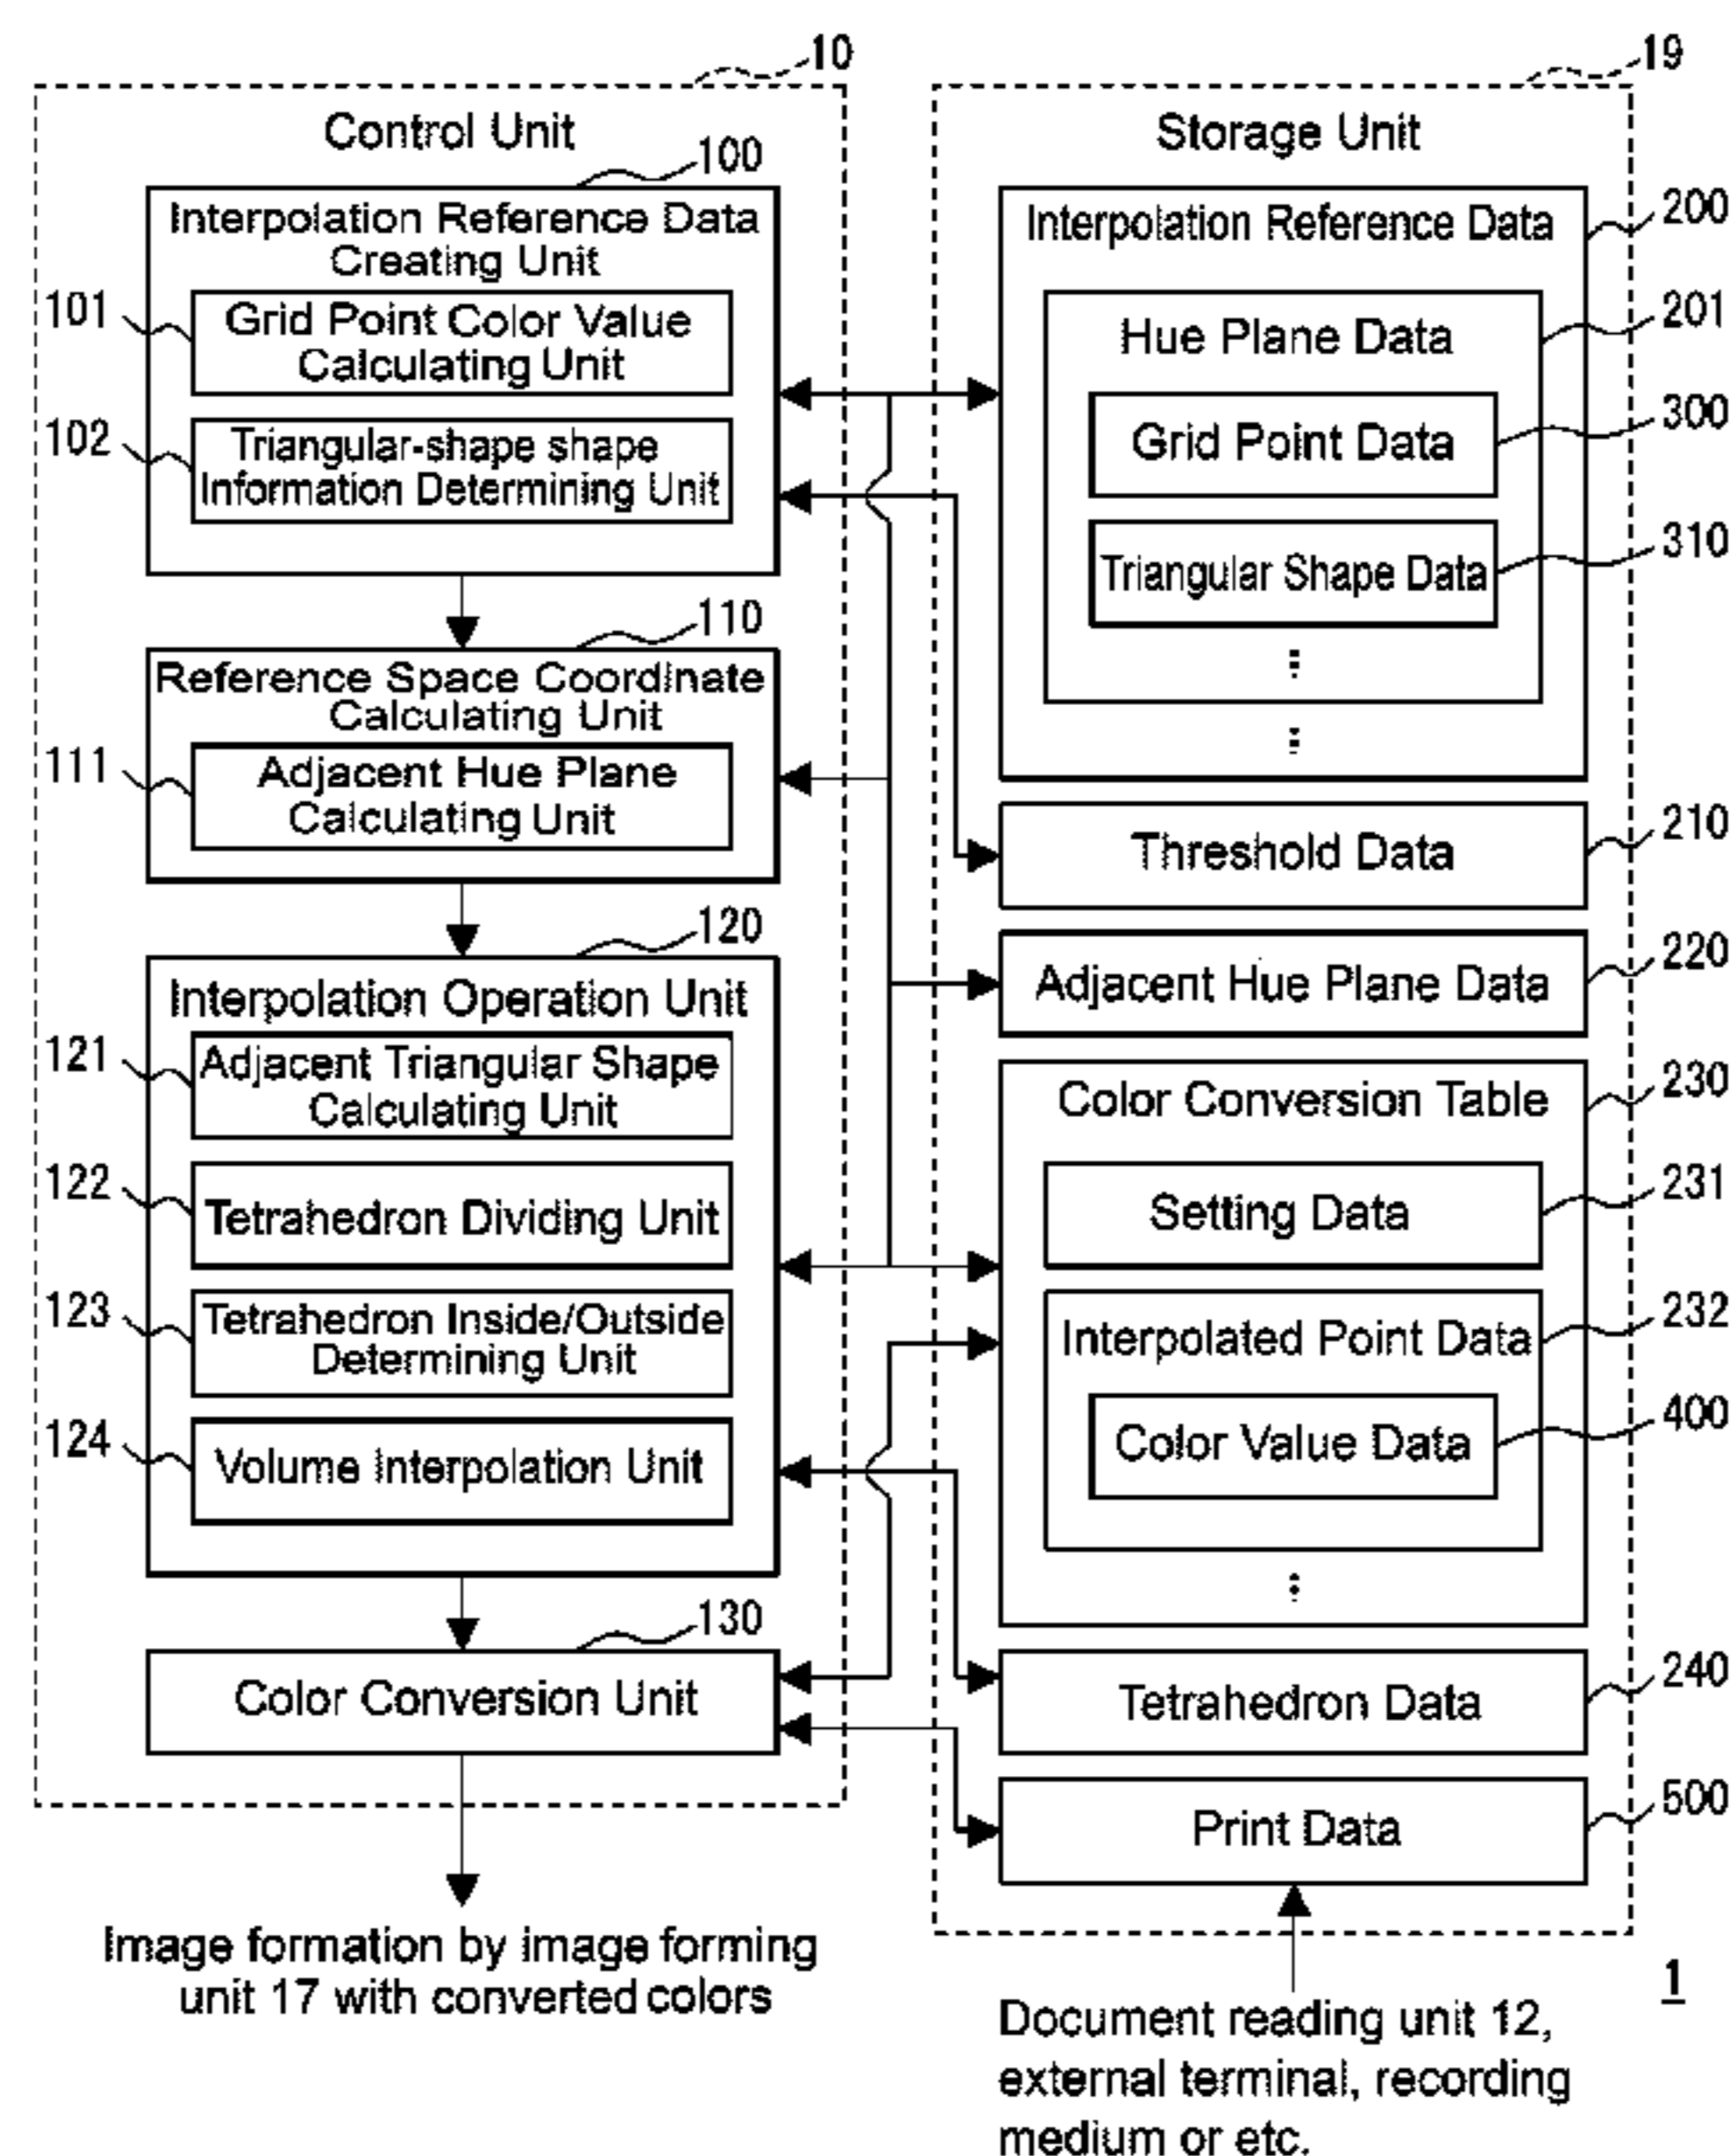 10
Control Unit
100
Interpolation Reference Data
Creating Unit
101
Grid Point Color Value
Calculating Unit
102
Triangular-shape shape
Information Determining Unit
110
Reference Space Coordinate
Calculating Unit
111
Adjacent Hue Plane
Calculating Unit
120
Interpolation Operation Unit
121
Adjacent Triangular Shape
Calculating Unit
122
Tetrahedron Dividing Unit
123
Tetrahedron Inside/Outside
Determining Unit
124
Volume Interpolation Unit
130
Color Conversion Unit
Image formation by image forming
unit 17 with converted colors
19
Storage Unit
200
Interpolation Reference Data
201
Hue Plane Data
300
Grid Point Data
310
Triangular Shape Data
⋮
⋮
210
Threshold Data
220
Adjacent Hue Plane Data
230
Color Conversion Table
231
Setting Data
232
Interpolated Point Data
400
Color Value Data
⋮
240
Tetrahedron Data
500
Print Data
Document reading unit 12,
external terminal, recording
medium or etc.
1